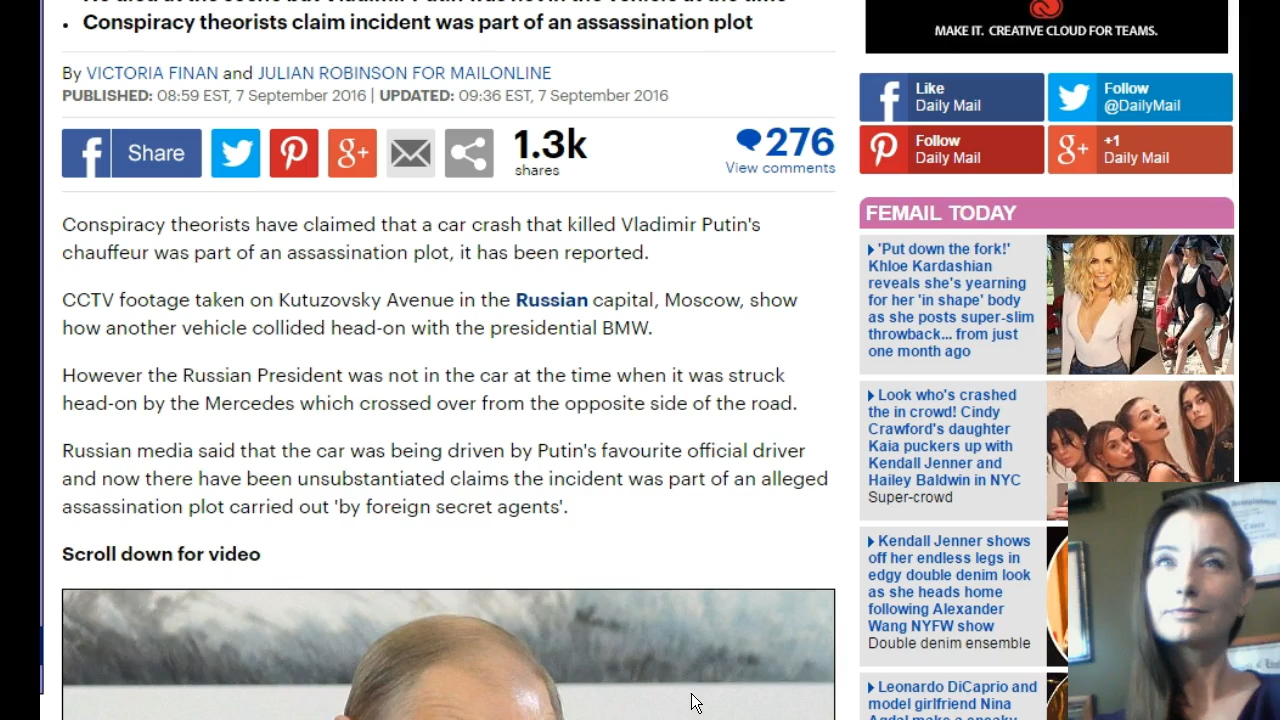 Conspiracy theorists claim incident was part of an assassination plot
By VICTORIA FINAN and JULIAN ROBINSON FOR MAILONLINE
PUBLISHED: 08:59 EST, 7 September 2016 | UPDATED: 09:36 EST, 7 September 2016
Share
1.3k
shares
276
View comments
Conspiracy theorists have claimed that a car crash that killed Vladimir Putin's
chauffeur was part of an assassination plot, it has been reported.
CCTV footage taken on Kutuzovsky Avenue in the Russian capital, Moscow, show
how another vehicle collided head-on with the presidential BMW.
However the Russian President was not in the car at the time when it was struck
head-on by the Mercedes which crossed over from the opposite side of the road.
Russian media said that the car was being driven by Putin's favourite official driver
and now there have been unsubstantiated claims the incident was part of an alleged
assassination plot carried out 'by foreign secret agents'.
Scroll down for video
MAKE IT. CREATIVE CLOUD FOR TEAMS.
Like
Daily Mail
Follow
@DailyMail
Follow
Daily Mail
+1
Daily Mail
FEMAIL TODAY
'Put down the fork!'
Khloe Kardashian
reveals she's yearning
for her 'in shape' body
as she posts super-slim
throwback... from just
one month ago
Look who's crashed
the in crowd! Cindy
Crawford's daughter
Kaia puckers up with
Kendall Jenner and
Hailey Baldwin in NYC
Super-crowd
Kendall Jenner shows
off her endless legs in
edgy double denim look
as she heads home
following Alexander
Wang NYFW show
Double denim ensemble
Leonardo DiCaprio and
model girlfriend Nina